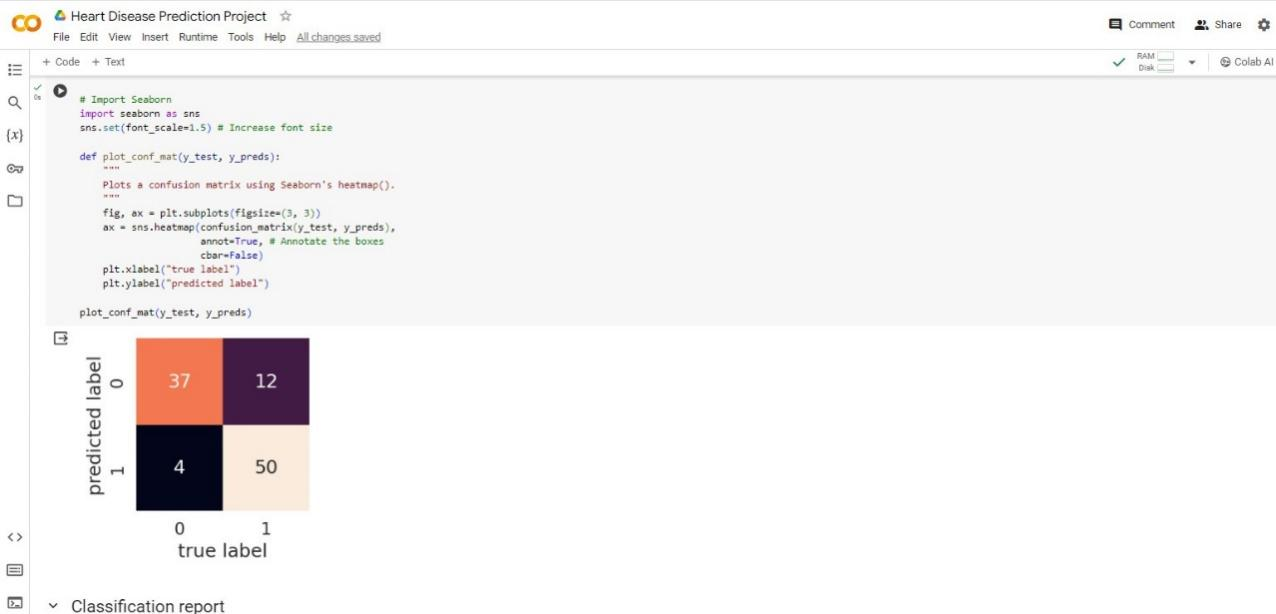 Heart Disease Prediction Project
File Edit View Insert Runtime Tools Help All changes saved
Comment Share
+ Code + Text
RAM
Disk
Colab AI
{x}
0s
# Import Seaborn
import seaborn as sns
sns.set(font_scale=1.5) # Increase font size
def plot_conf_mat(y_test, y_preds):
"""
Plots a confusion matrix using Seaborn's heatmap().
"""
fig, ax = plt.subplots(figsize=(3, 3))
ax = sns.heatmap(confusion_matrix(y_test, y_preds),
annot=True, # Annotate the boxes
cbar=False)
plt.xlabel("true label")
plt.ylabel("predicted label")
plot_conf_mat(y_test, y_preds)
predicted label
0
37 12
1
4 50
0 1
true label
Classification report